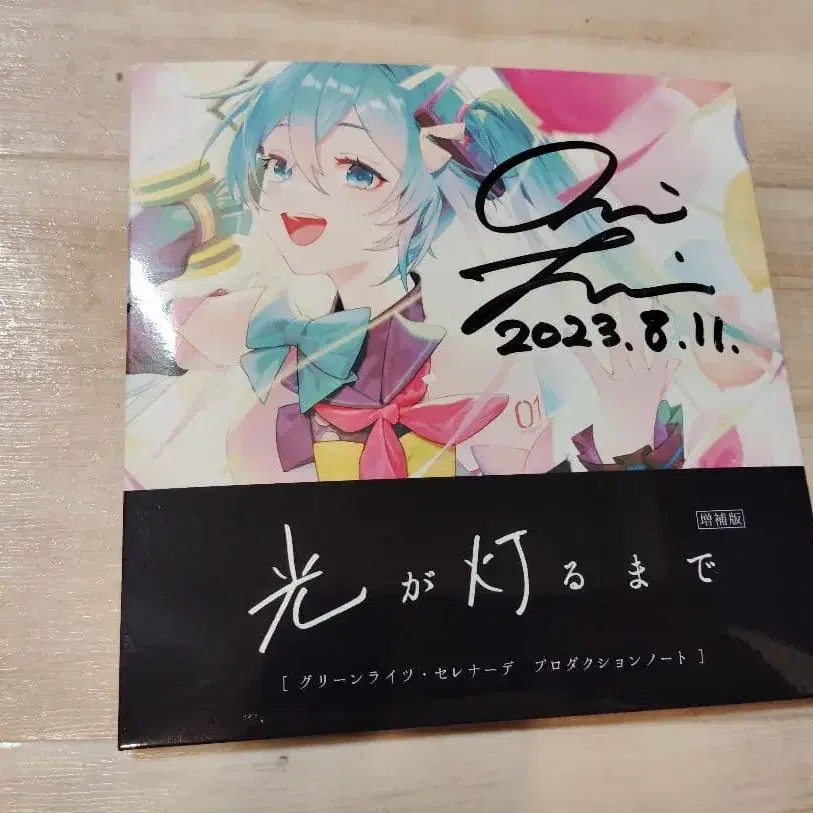 2023.8.11.
01
増補版
光が灯るまで
[ グリーンライツ・セレナーデ プロダクションノート ]